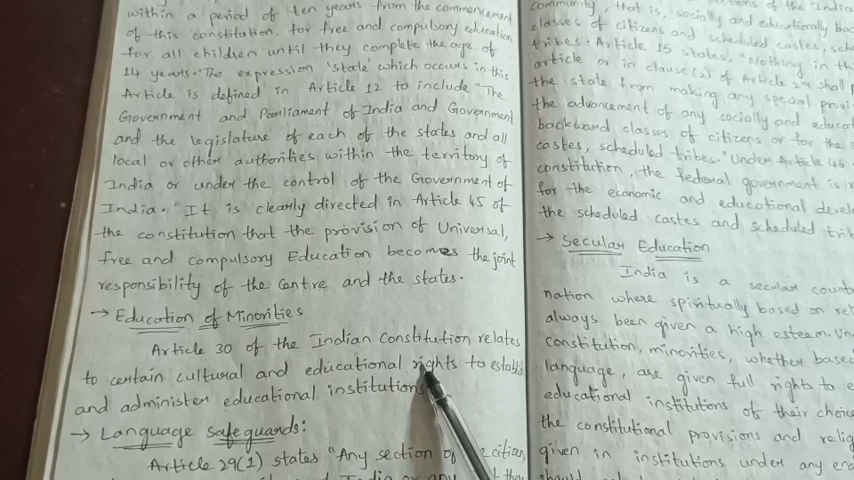 within a period of ten years from the commencement
of this constitution, for free and compulsory education
for all children until they complete the age of
14 years. The expression 'state' which occurs in this
Article is defined in Article 12 to include "The
Government and Parliament of India and Government
and the legislature of each of the states and all
local or other authorities within the territory of
India or under the control of the Government of
India." It is clearly directed in Article 45 of
the constitution that the provision of Universal,
free and compulsory Education becomes the joint
responsibility of the Centre and the states.
→ Education of Minorities
Article 30 of the Indian Constitution relates
to certain cultural and educational rights to establish
and administer educational institutions
→ Language Safeguards:
Article 29(1) states "Any section of citizen,
community, that is, socially and educationally
classes of citizens and scheduled castes,
tribes. Article 15 states, "Nothing in
article or in clause (2) of Article 29 shall
the state from making any special
the advancement of any socially and
backward classes of citizens or for the
castes, scheduled tribes." Under Article 46
constitution, the federal government is
for the economic and educational
the scheduled castes and scheduled
→ Secular Education
India is a secular
nation where spiritually based on
always been given a high esteem.
constitution, minorities, whether based
language, are given full rights to
educational institutions of their
the constitutional provisions and
given in institutions under any
should